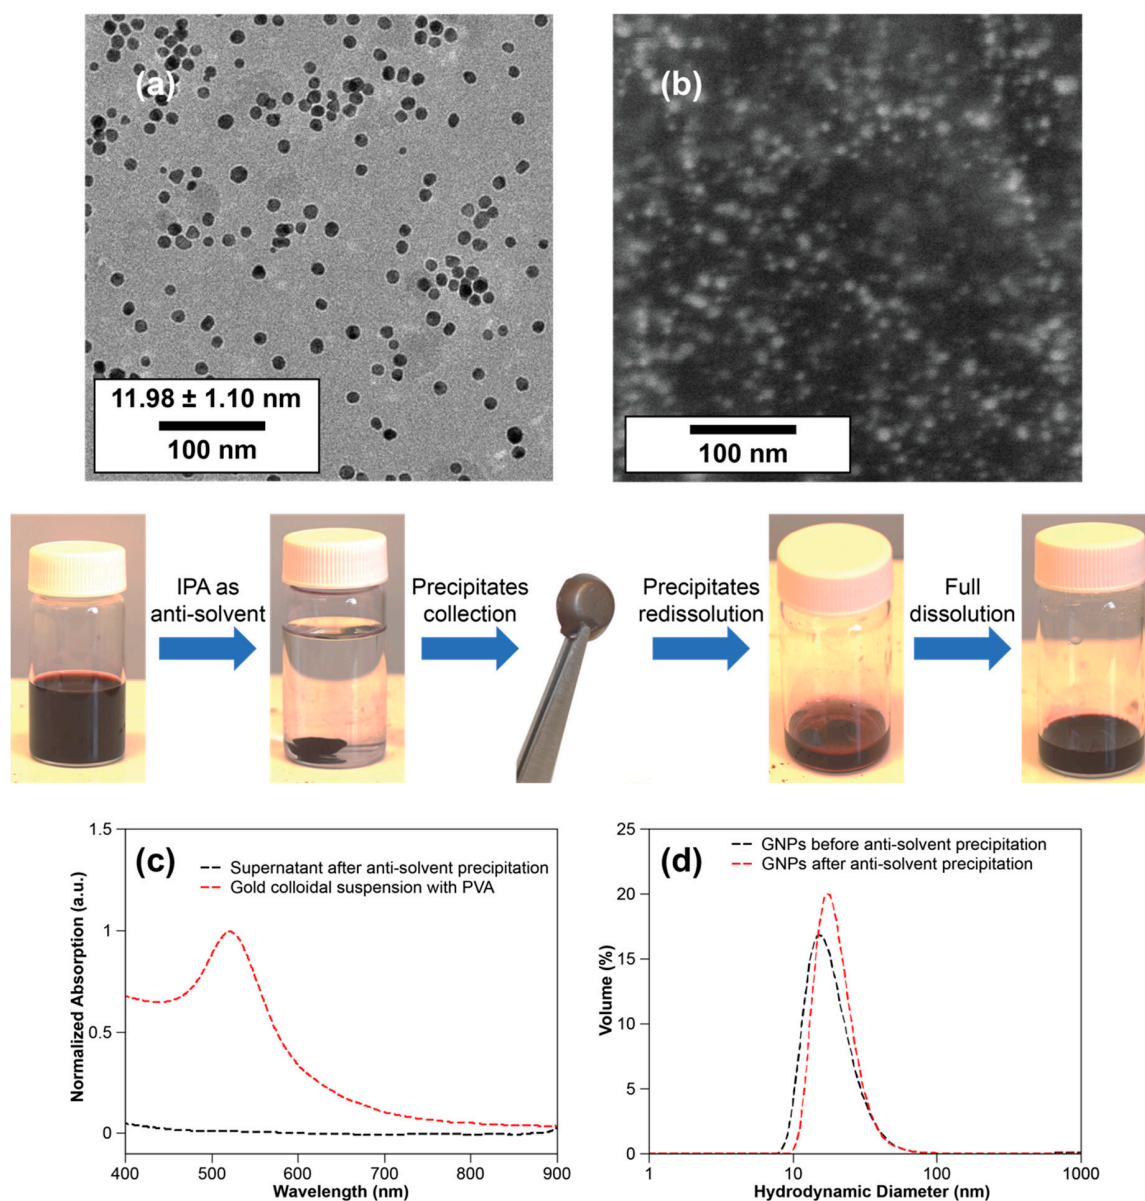 (a)
(b)
11.98 ± 1.10 nm
100 nm
100 nm
IPA as
anti-solvent
Precipitates
collection
Precipitates
redissolution
Full
dissolution
(c)
Supernatant after anti-solvent precipitation
Gold colloidal suspension with PVA
Normalized Absorption (a.u.)
1.5
1
0.5
0
400
500
600
700
800
900
Wavelength (nm)
(d)
GNPs before anti-solvent precipitation
GNPs after anti-solvent precipitation
Volume (%)
25
20
15
10
5
0
1
10
100
1000
Hydrodynamic Diameter (nm)